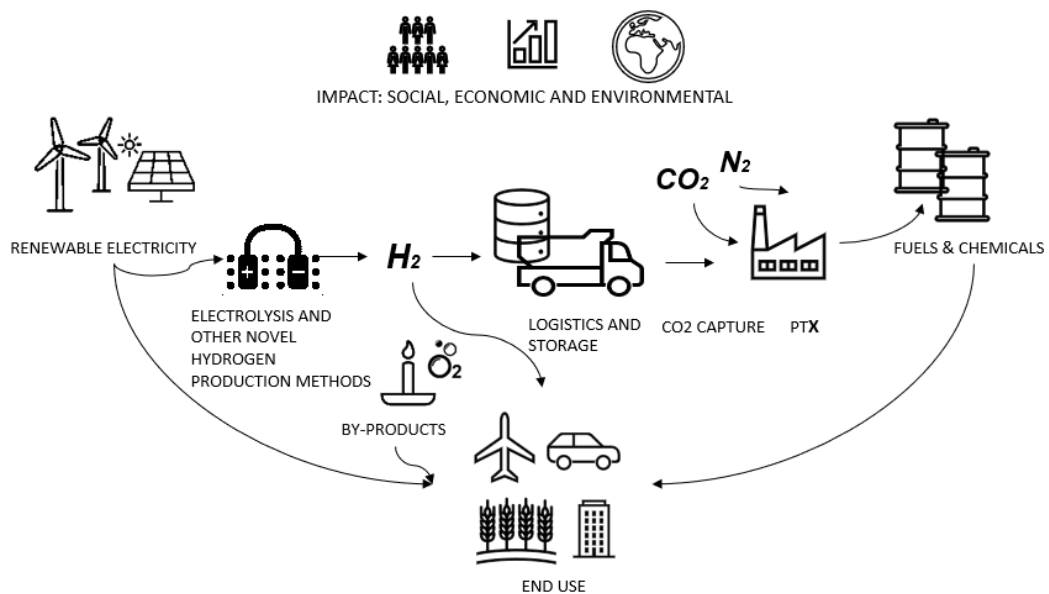 IMPACT: SOCIAL, ECONOMIC AND ENVIRONMENTAL
CO2 N2
RENEWABLE ELECTRICITY
FUELS & CHEMICALS
+ −
H2
ELECTROLYSIS AND
OTHER NOVEL
HYDROGEN
PRODUCTION METHODS
LOGISTICS AND
STORAGE
CO2 CAPTURE
PTX
O2
BY-PRODUCTS
END USE